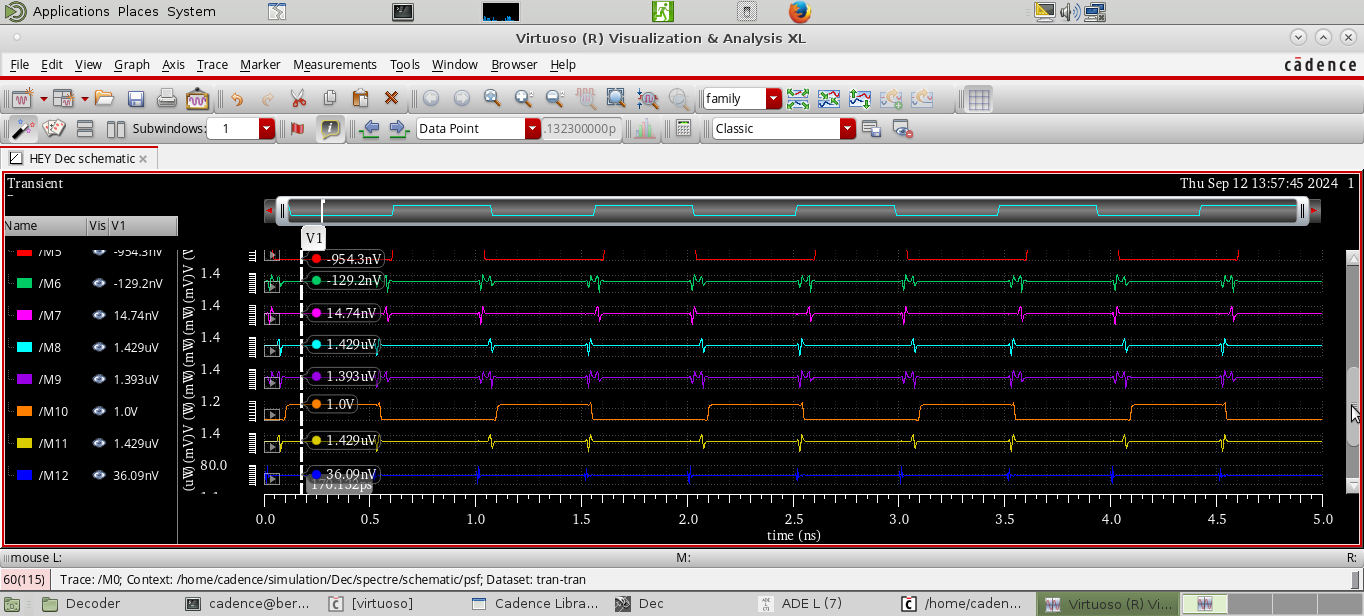 Applications Places System
Virtuoso (R) Visualization & Analysis XL
File Edit View Graph Axis Trace Marker Measurements Tools Window Browser Help
cādence
family
Subwindows: 1
Data Point
.132300000p
Classic
HEY Dec schematic
Transient
Thu Sep 12 13:57:45 2024 1
Name Vis V1
V1
/M5 -954.3nV
-954.3nV
/M6 -129.2nV
1.4
-129.2nV
/M7 14.74nV
1.4
14.74nV
/M8 1.429uV
1.4
1.429uV
/M9 1.393uV
1.4
1.393uV
/M10 1.0V
1.2
1.0V
/M11 1.429uV
1.4
1.429uV
/M12 36.09nV
80.0
36.09nV
0.0 0.5 1.0 1.5 2.0 2.5 3.0 3.5 4.0 4.5 5.0
time (ns)
mouse L: M: R:
60(115) Trace: /M0; Context: /home/cadence/simulation/Dec/spectre/schematic/psf; Dataset: tran-tran
Decoder cadence@ber... [virtuoso] Cadence Libra... Dec ADE L (7) /home/caden... Virtuoso (R) Vi...